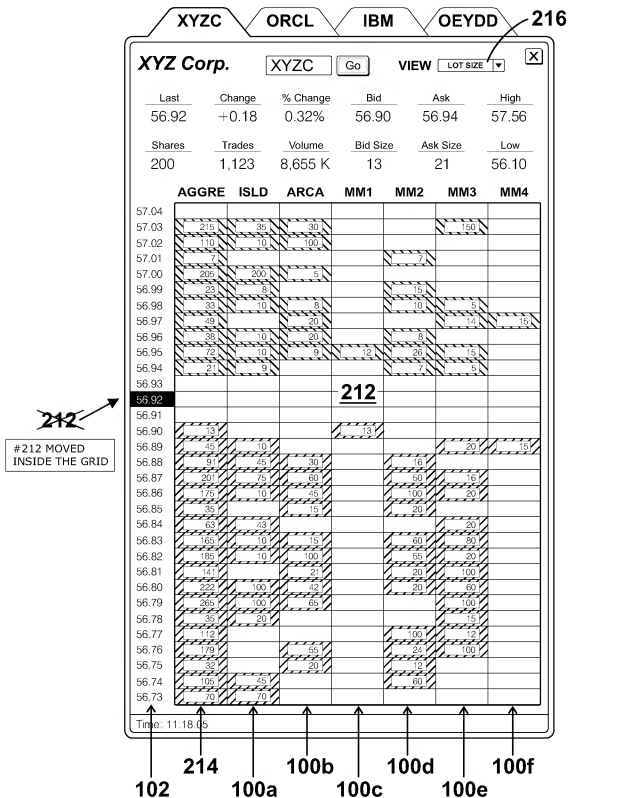 XYZC ORCL IBM OEYDD
216
X
XYZ Corp. XYZC Go VIEW LOT SIZE
Last Change % Change Bid Ask High
56.92 +0.18 0.32% 56.90 56.94 57.56
Shares Trades Volume Bid Size Ask Size Low
200 1,123 8,655 K 13 21 56.10
AGGRE ISLD ARCA MM1 MM2 MM3 MM4
57.04
57.03 215 35 30 150
57.02 110 10 100
57.01 7 7
57.00 205 200 5
56.99 23 8 15
56.98 33 10 8 10 5
56.97 49 20 14 15
56.96 38 10 20 8
56.95 72 10 9 12 26 15
56.94 21 9 7 5
56.93
56.92 212
212
56.91
56.90 13 13
#212 MOVED
INSIDE THE GRID
56.89 45 10 20 15
56.88 91 45 30 16
56.87 201 75 60 50 16
56.86 175 10 45 100 20
56.85 35 15 20
56.84 63 43 20
56.83 165 10 15 60 80
56.82 185 10 100 55 20
56.81 141 21 20 100
56.80 222 100 42 20 60
56.79 265 100 65 100
56.78 35 20 15
56.77 112 100 12
56.76 179 55 24 100
56.75 32 20 12
56.74 105 45 60
56.73 70 70
Time: 11:18:05
214 100b 100d 100f
102 100a 100c 100e